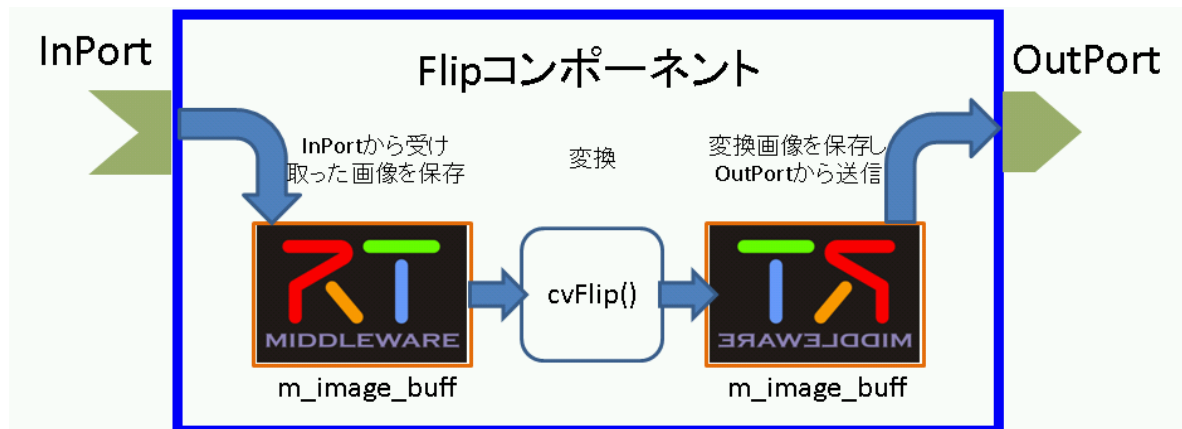 InPort
Flipコンポーネント
OutPort
InPortから受け
取った画像を保存
変換
変換画像を保存し
OutPortから送信
RT
MIDDLEWARE
cvFlip()
RT
MIDDLEWARE
m_image_buff
m_image_buff